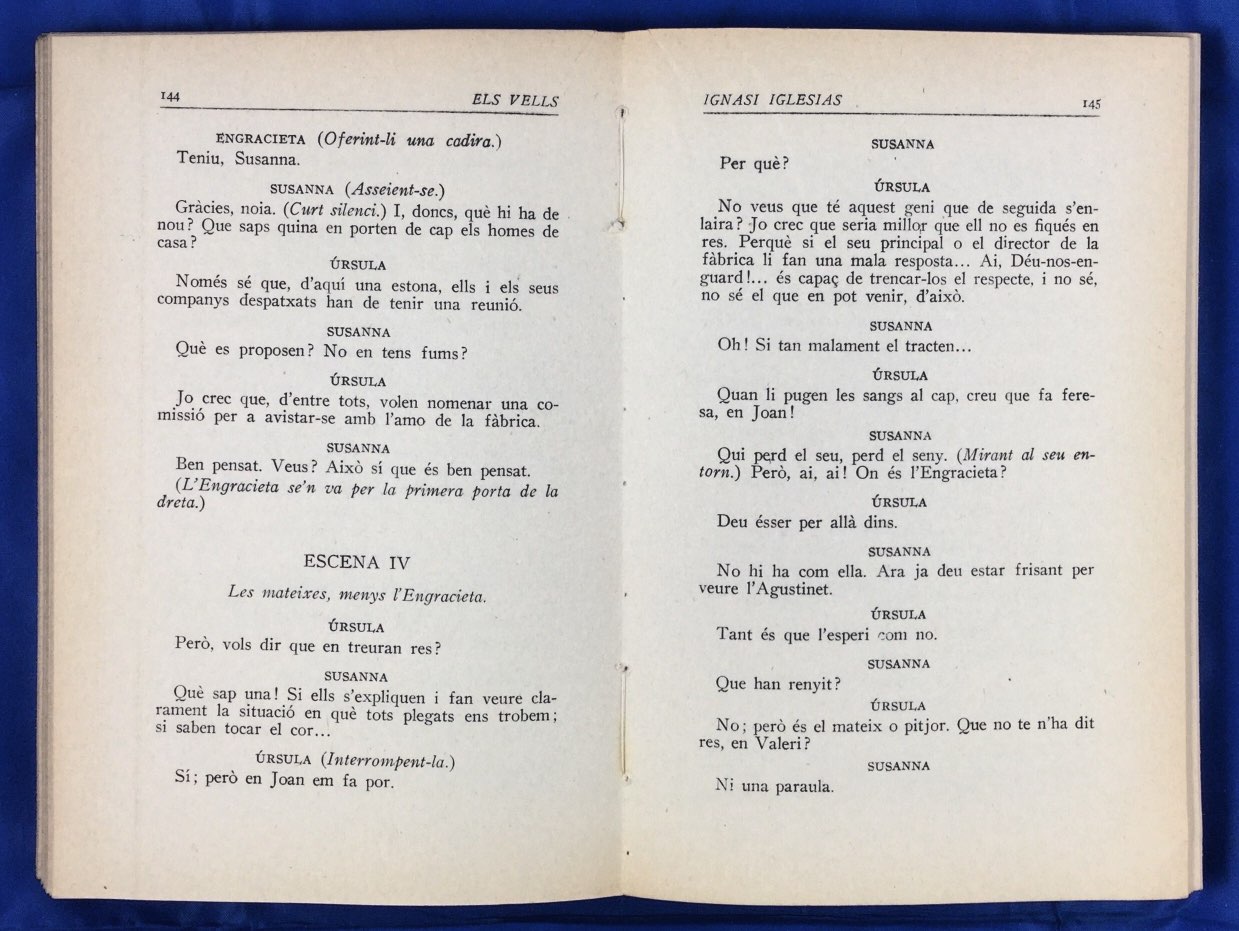 144
ELS VELLS
ENGRACIETA (Oferint-li una cadira.)
Teniu, Susanna.
SUSANNA (Asseient-se.)
Gràcies, noia. (Curt silenci.) I, doncs, què hi ha de
nou? Que saps quina en porten de cap els homes de
casa?
ÚRSULA
Només sé que, d'aquí una estona, ells i els seus
companys despatxats han de tenir una reunió.
SUSANNA
Què es proposen? No en tens fums?
ÚRSULA
Jo crec que, d'entre tots, volen nomenar una co-
missió per a avistar-se amb l'amo de la fàbrica.
SUSANNA
Ben pensat. Veus? Això sí que és ben pensat.
(L'Engracieta se'n va per la primera porta de la
dreta.)
ESCENA IV
Les mateixes, menys l'Engracieta.
ÚRSULA
Però, vols dir que en treuran res?
SUSANNA
Què sap una! Si ells s'expliquen i fan veure cla-
rament la situació en què tots plegats ens trobem;
si saben tocar el cor...
ÚRSULA (Interrompent-la.)
Sí; però en Joan em fa por.
IGNASI IGLESIAS
145
SUSANNA
Per què?
ÚRSULA
No veus que té aquest geni que de seguida s'en-
laira? Jo crec que seria millor que ell no es fiqués en
res. Perquè si el seu principal o el director de la
fàbrica li fan una mala resposta... Ai, Déu-nos-en-
guard!... és capaç de trencar-los el respecte, i no sé,
no sé el que en pot venir, d'això.
SUSANNA
Oh! Si tan malament el tracten...
ÚRSULA
Quan li pugen les sangs al cap, creu que fa fere-
sa, en Joan!
SUSANNA
Qui perd el seu, perd el seny. (Mirant al seu en-
torn.) Però, ai, ai! On és l'Engracieta?
ÚRSULA
Deu ésser per allà dins.
SUSANNA
No hi ha com ella. Ara ja deu estar frisant per
veure l'Agustinet.
ÚRSULA
Tant és que l'esperi com no.
SUSANNA
Que han renyit?
ÚRSULA
No; però és el mateix o pitjor. Que no te n'ha dit
res, en Valeri?
SUSANNA
Ni una paraula.